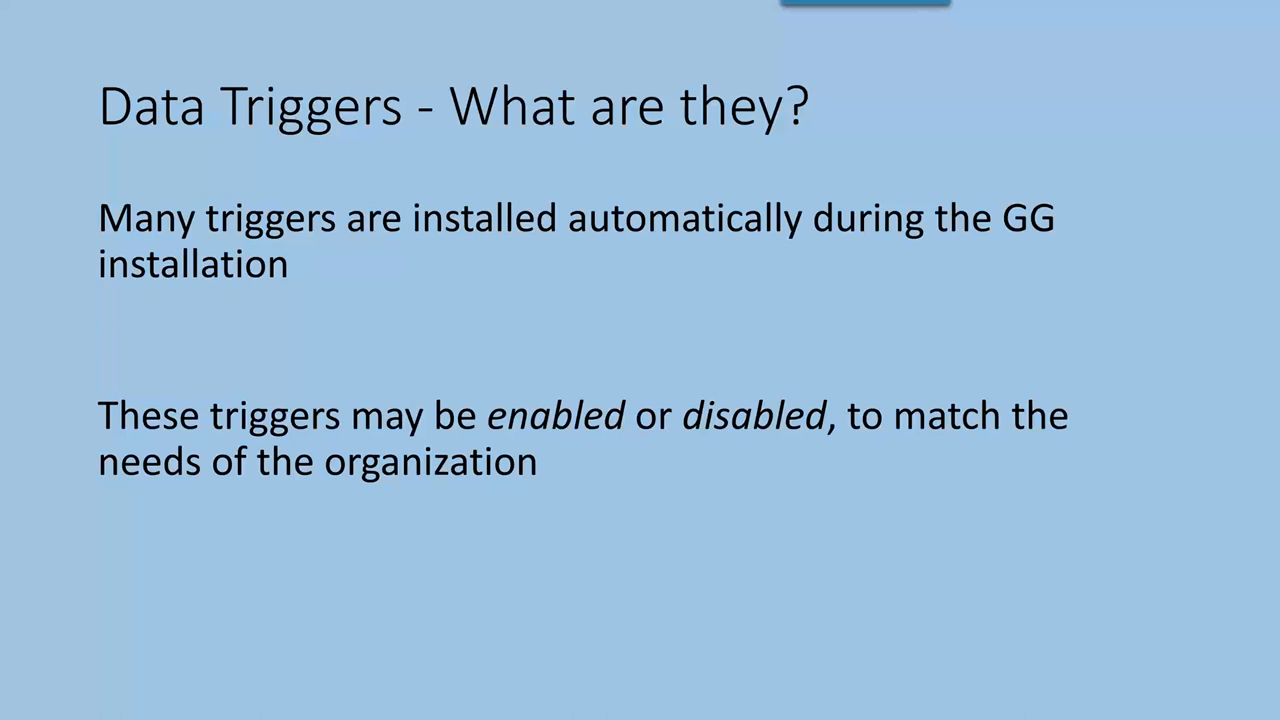 Data Triggers - What are they?
Many triggers are installed automatically during the GG
installation
These triggers may be enabled or disabled, to match the
needs of the organization